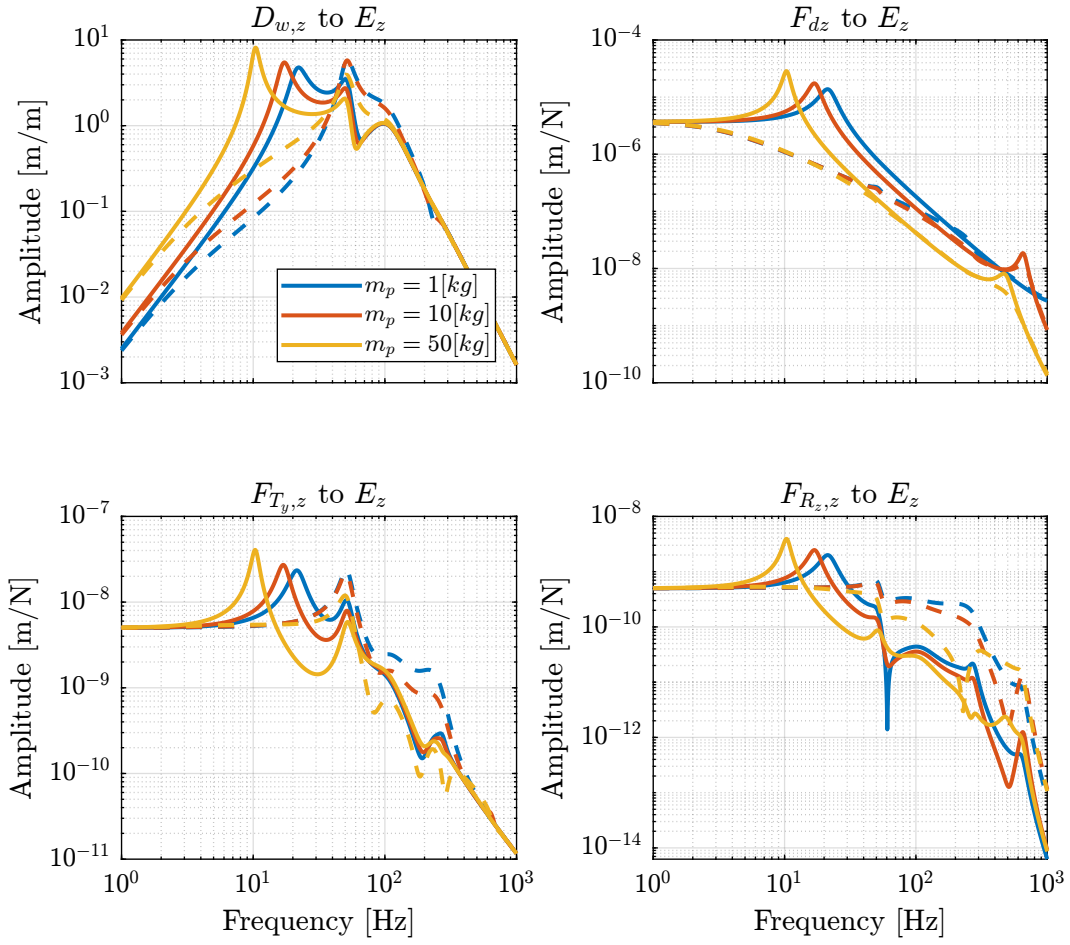 D_{w,z} to E_z
F_{dz} to E_z
Amplitude [m/m]
10^1
10^0
10^{-1}
10^{-2}
10^{-3}
m_p = 1[kg]
m_p = 10[kg]
m_p = 50[kg]
Amplitude [m/N]
10^{-4}
10^{-6}
10^{-8}
10^{-10}
F_{T_y,z} to E_z
F_{R_z,z} to E_z
Amplitude [m/N]
10^{-7}
10^{-8}
10^{-9}
10^{-10}
10^{-11}
10^0 10^1 10^2 10^3
Frequency [Hz]
Amplitude [m/N]
10^{-8}
10^{-10}
10^{-12}
10^{-14}
10^0 10^1 10^2 10^3
Frequency [Hz]